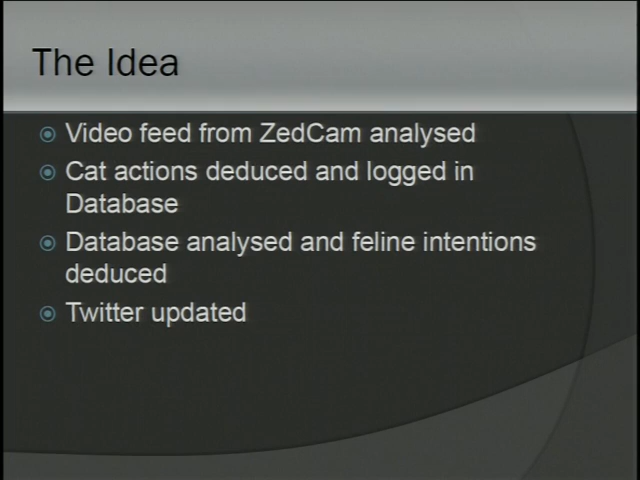 The Idea
Video feed from ZedCam analysed
Cat actions deduced and logged in
Database
Database analysed and feline intentions
deduced
Twitter updated